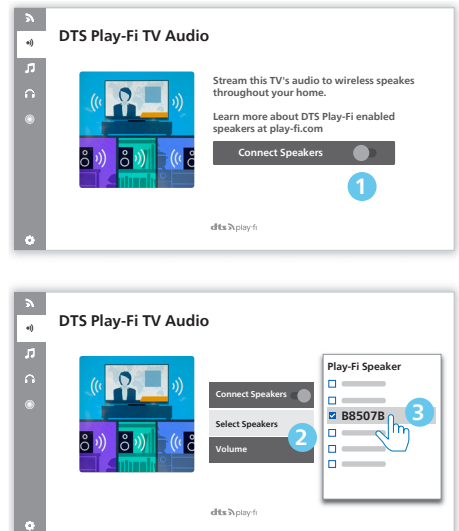 DTS Play-Fi TV Audio
Stream this TV's audio to wireless speakes
throughout your home.
Learn more about DTS Play-Fi enabled
speakers at play-fi.com
Connect Speakers
1
dts play-fi
DTS Play-Fi TV Audio
Connect Speakers
Select Speakers
2
Volume
Play-Fi Speaker
B8507B
3
dts play-fi